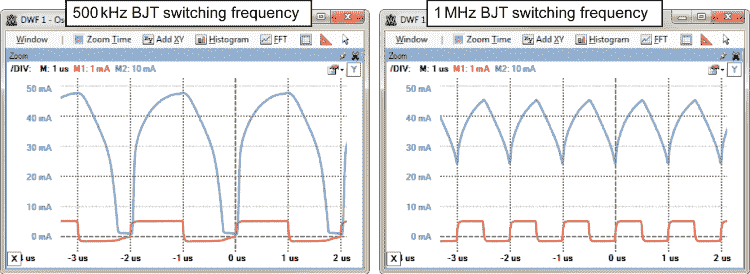 500 kHz BJT switching frequency
DWF 1 - Os
Window Zoom Time Add XY Histogram FFT
Zoom
/DIV: M: 1 us M1: 1 mA M2: 10 mA Y
50 mA
40 mA
30 mA
20 mA
10 mA
0 mA
X 4 us -3 us -2 us -1 us 0 us 1 us 2 us
1 MHz BJT switching frequency
DWF 1
Window Zoom Time Add XY Histogram FFT
Zoom
/DIV: M: 1 us M1: 1 mA M2: 10 mA Y
50 mA
40 mA
30 mA
20 mA
10 mA
0 mA
X 4 us -3 us -2 us -1 us 0 us 1 us 2 us